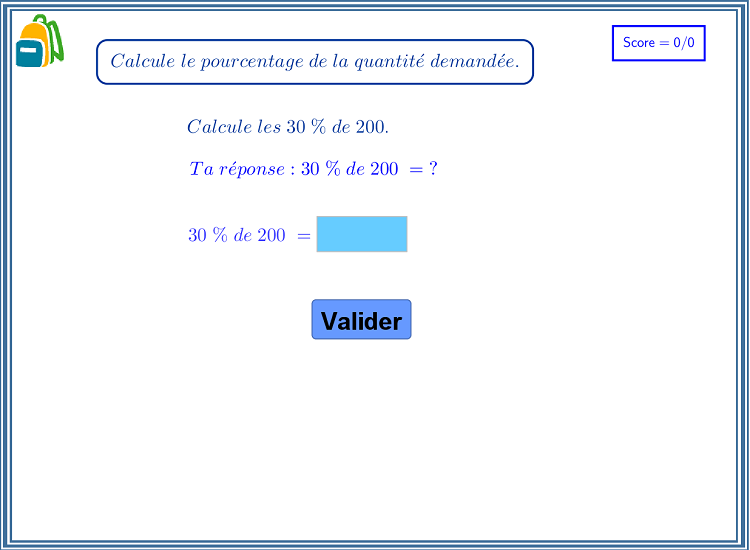 Calcule le pourcentage de la quantité demandée.
Score = 0/0
Calcule les 30 % de 200.
Ta réponse : 30 % de 200 = ?
30 % de 200 =
Valider